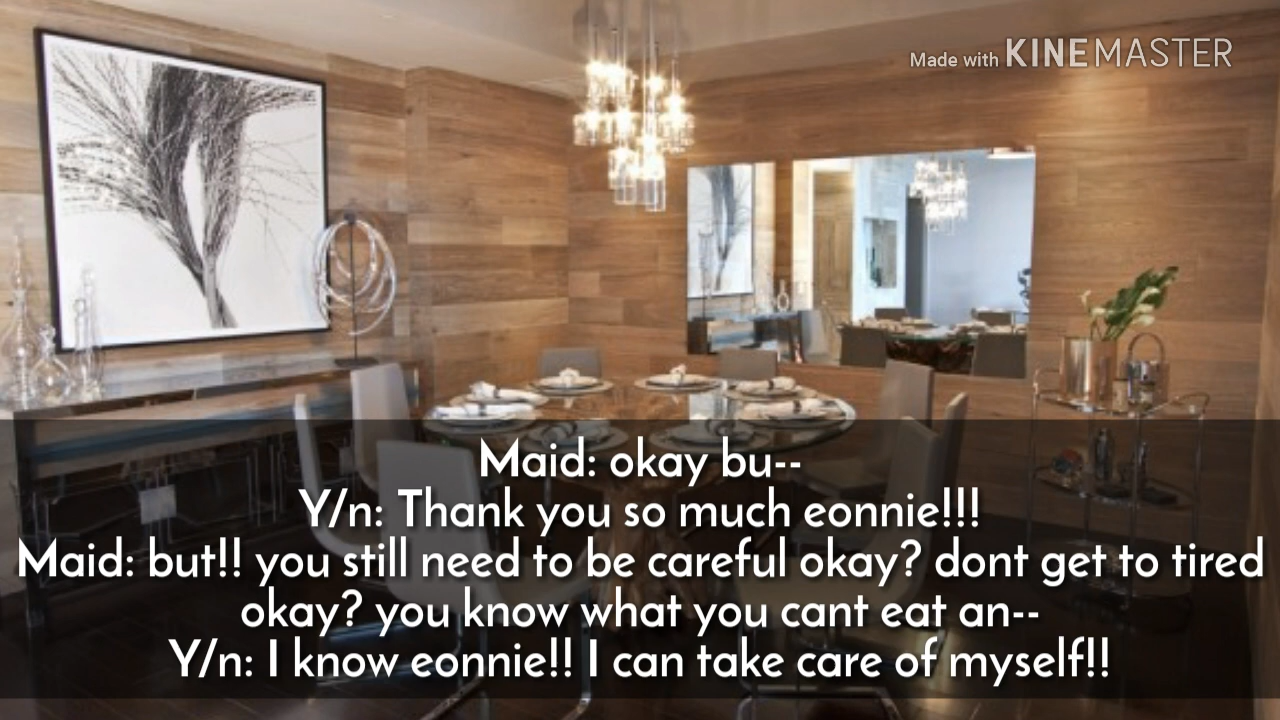 Made with KINEMASTER
Maid: okay bu--
Y/n: Thank you so much eonnie!!!
Maid: but!! you still need to be careful okay? dont get to tired
okay? you know what you cant eat an--
Y/n: I know eonnie!! I can take care of myself!!